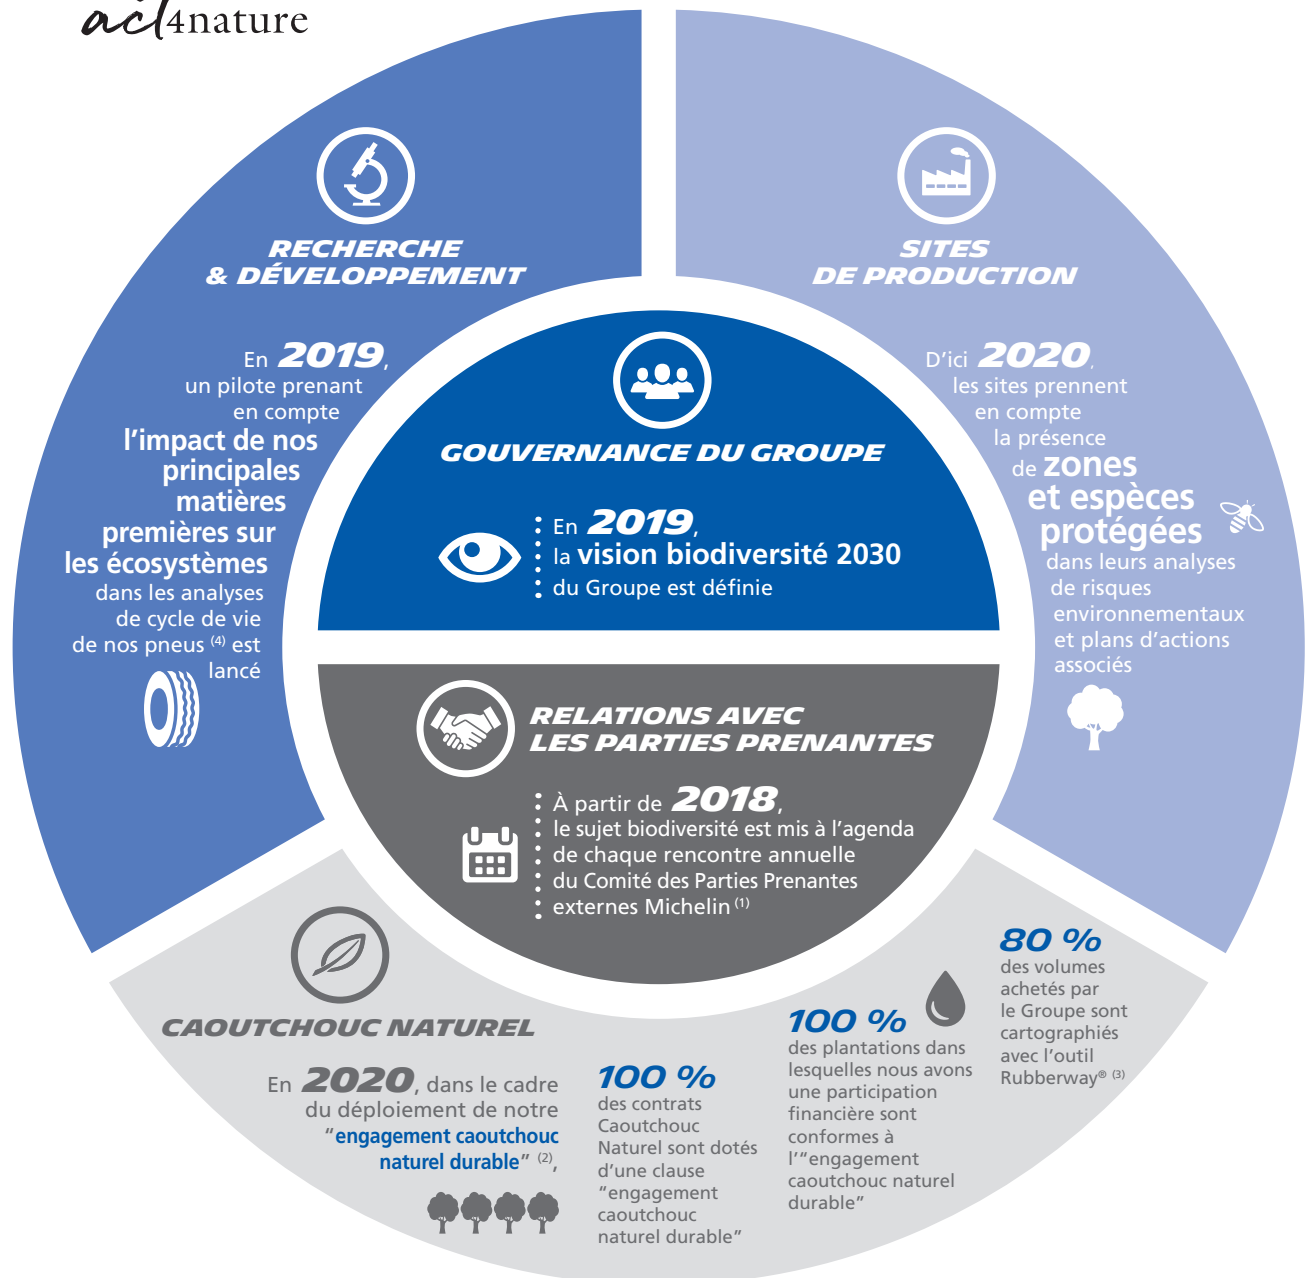 act4nature
RECHERCHE
& DÉVELOPPEMENT
En 2019,
un pilote prenant
en compte
l’impact de nos
principales
matières
premières sur
les écosystèmes
dans les analyses
de cycle de vie
de nos pneus (4) est
lancé
SITES
DE PRODUCTION
D’ici 2020,
les sites prennent
en compte
la présence
de zones
et espèces
protégées
dans leurs analyses
de risques
environnementaux
et plans d’actions
associés
GOUVERNANCE DU GROUPE
En 2019,
la vision biodiversité 2030
du Groupe est définie
RELATIONS AVEC
LES PARTIES PRENANTES
À partir de 2018,
le sujet biodiversité est mis à l’agenda
de chaque rencontre annuelle
du Comité des Parties Prenantes
externes Michelin (1)
CAOUTCHOUC NATUREL
En 2020, dans le cadre
du déploiement de notre
“engagement caoutchouc
naturel durable” (2),
100 %
des contrats
Caoutchouc
Naturel sont dotés
d’une clause
“engagement
caoutchouc
naturel durable”
100 %
des plantations dans
lesquelles nous avons
une participation
financière sont
conformes à
l’“engagement
caoutchouc naturel
durable”
80 %
des volumes
achetés par
le Groupe sont
cartographiés
avec l’outil
Rubberway® (3)